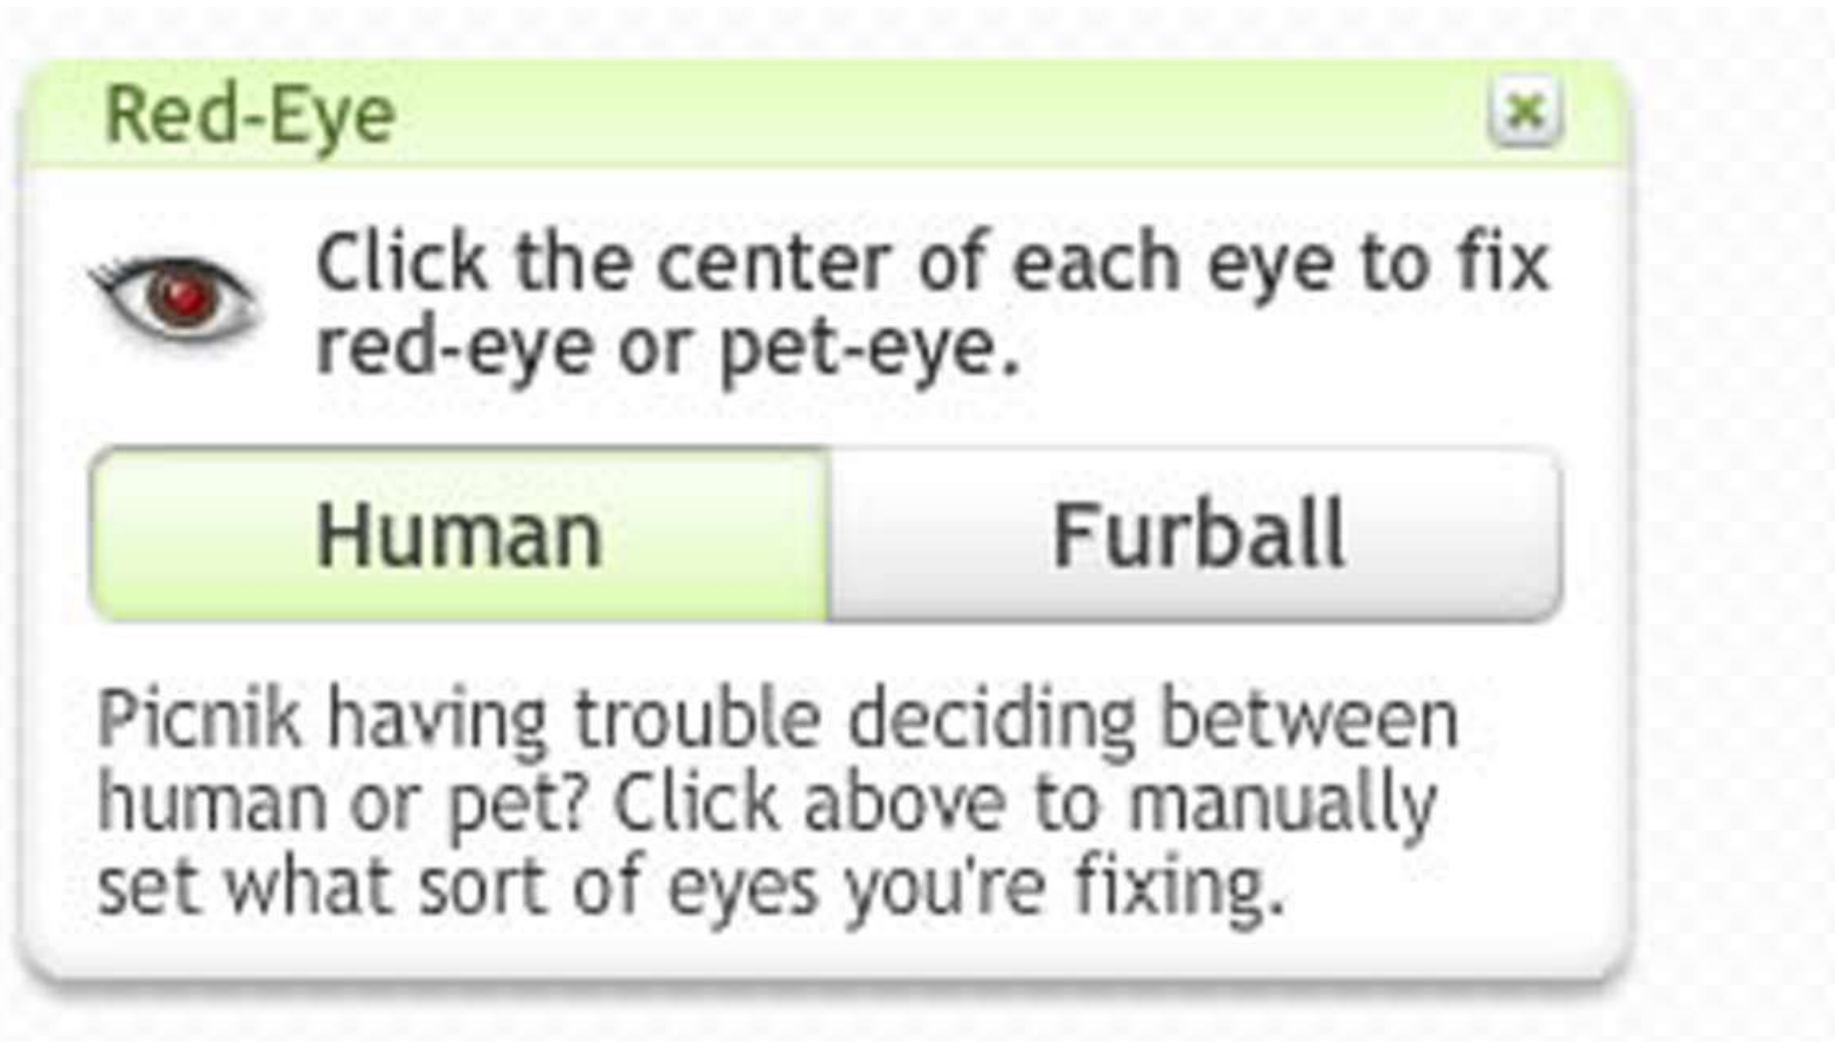 Red-Eye
Click the center of each eye to fix
red-eye or pet-eye.
Human
Furball
Picnik having trouble deciding between
human or pet? Click above to manually
set what sort of eyes you're fixing.